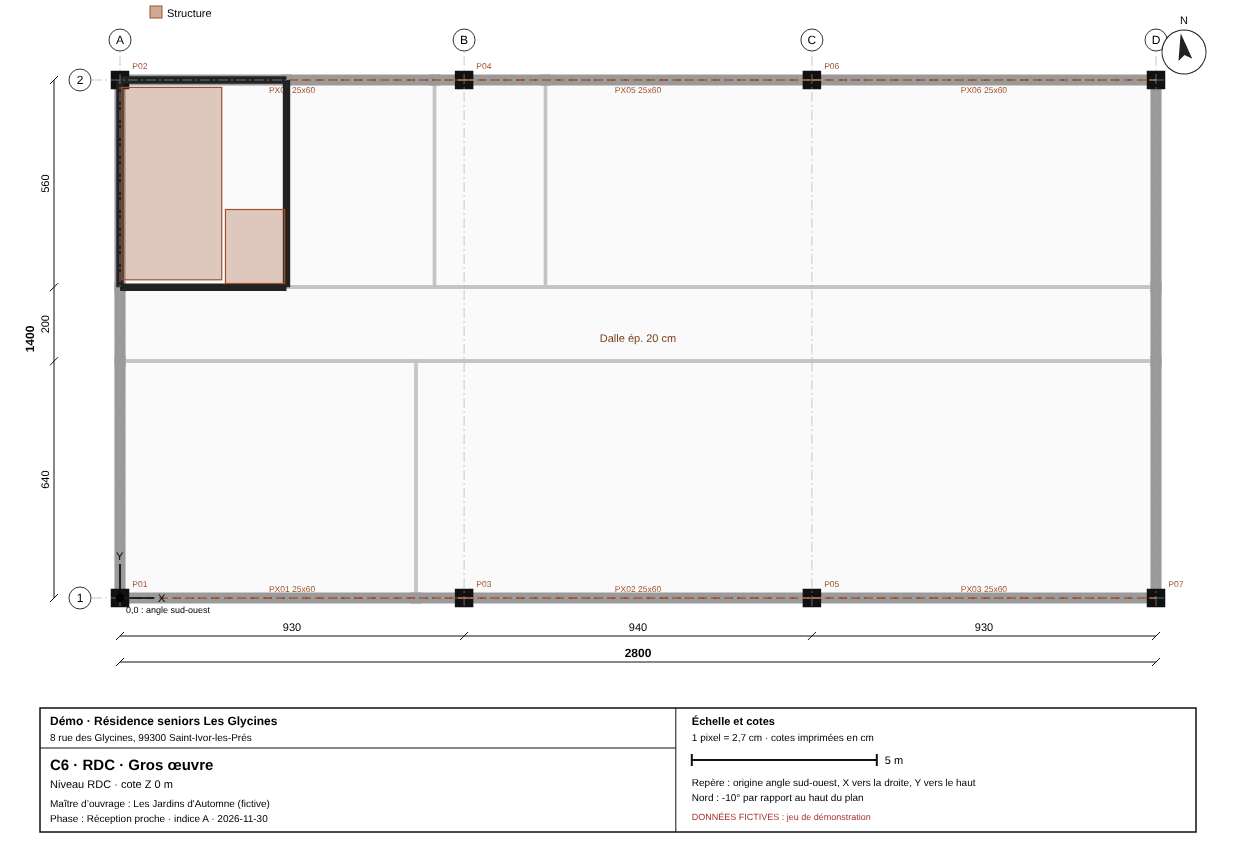 Structure
N
A
B
C
D
2
P02
P04
P06
PX04 25x60
PX05 25x60
PX06 25x60
560
200
1400
Dalle ép. 20 cm
640
Y
X
1
P01
P03
P05
P07
PX01 25x60
PX02 25x60
PX03 25x60
0,0 : angle sud-ouest
930
940
930
2800
Démo · Résidence seniors Les Glycines
8 rue des Glycines, 99300 Saint-Ivor-les-Prés
C6 · RDC · Gros œuvre
Niveau RDC · cote Z 0 m
Maître d'ouvrage : Les Jardins d'Automne (fictive)
Phase : Réception proche · indice A · 2026-11-30
Échelle et cotes
1 pixel = 2,7 cm · cotes imprimées en cm
5 m
Repère : origine angle sud-ouest, X vers la droite, Y vers le haut
Nord : -10° par rapport au haut du plan
DONNÉES FICTIVES : jeu de démonstration